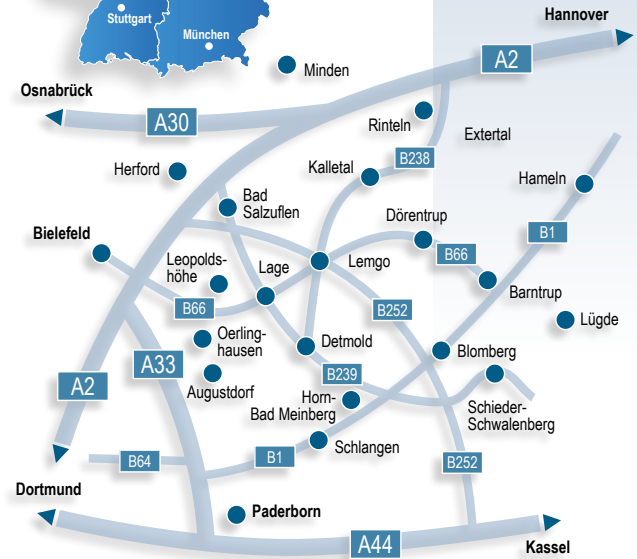 Stuttgart
München
Hannover
A2
Minden
Osnabrück
A30
Rinteln
Extertal
Herford
Kalletal
B238
Hameln
Bad
Salzuflen
Dörentrup
B1
Bielefeld
Leopolds-
höhe
Lage
Lemgo
B66
Barntrup
B66
B252
Lügde
Oerling-
hausen
Detmold
Blomberg
A33
A2
Augustdorf
B239
Horn-
Bad Meinberg
Schieder-
Schwalenberg
Schlangen
B64
B1
B252
Dortmund
Paderborn
A44
Kassel